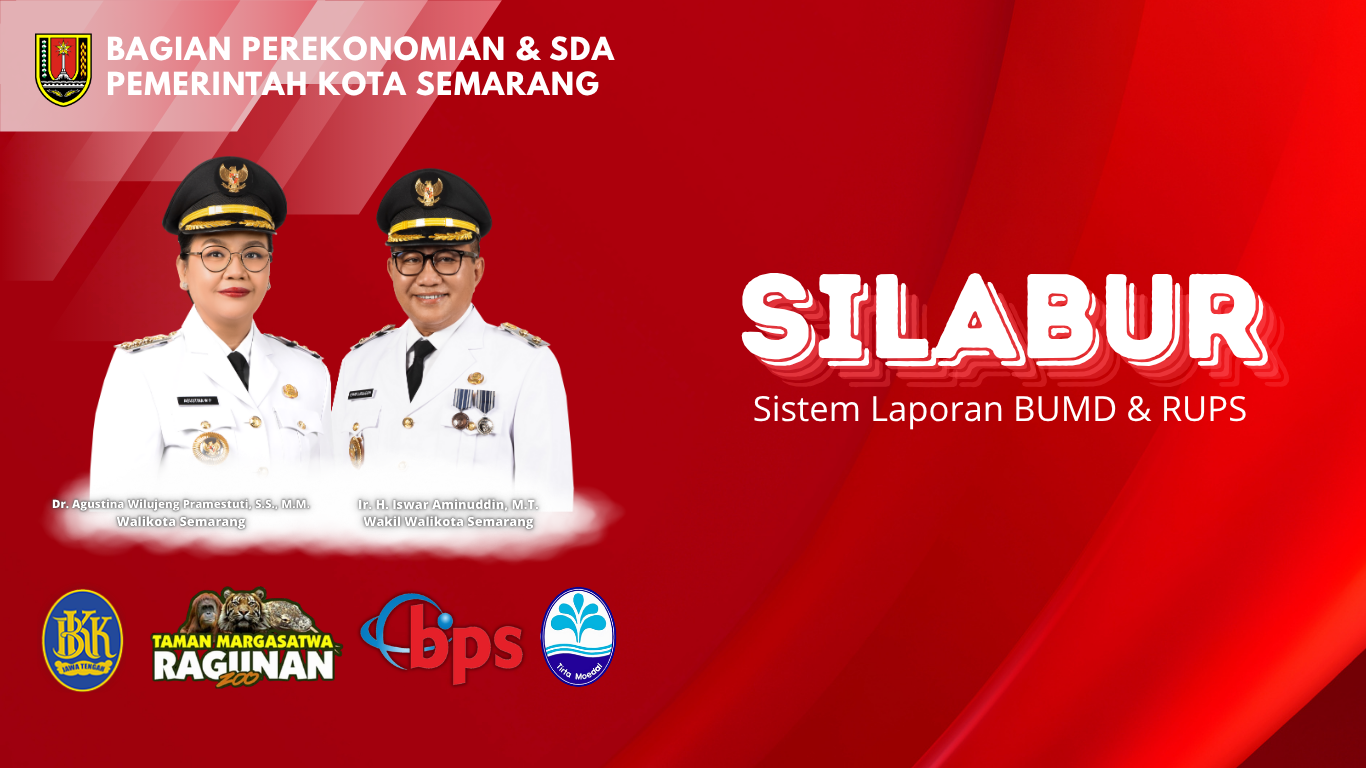 BAGIAN PEREKONOMIAN & SDA
PEMERINTAH KOTA SEMARANG
SILABUR
Sistem Laporan BUMD & RUPS
AGUSTINA W P
Dr. Agustina Wilujeng Pramestuti, S.S., M.M.
Walikota Semarang
Ir. H. Iswar Aminuddin, M.T.
Wakil Walikota Semarang
BKK
JAWA TENGAH
TAMAN MARGASATWA
RAGUNAN
ZOO
bps
Tirta Moedal